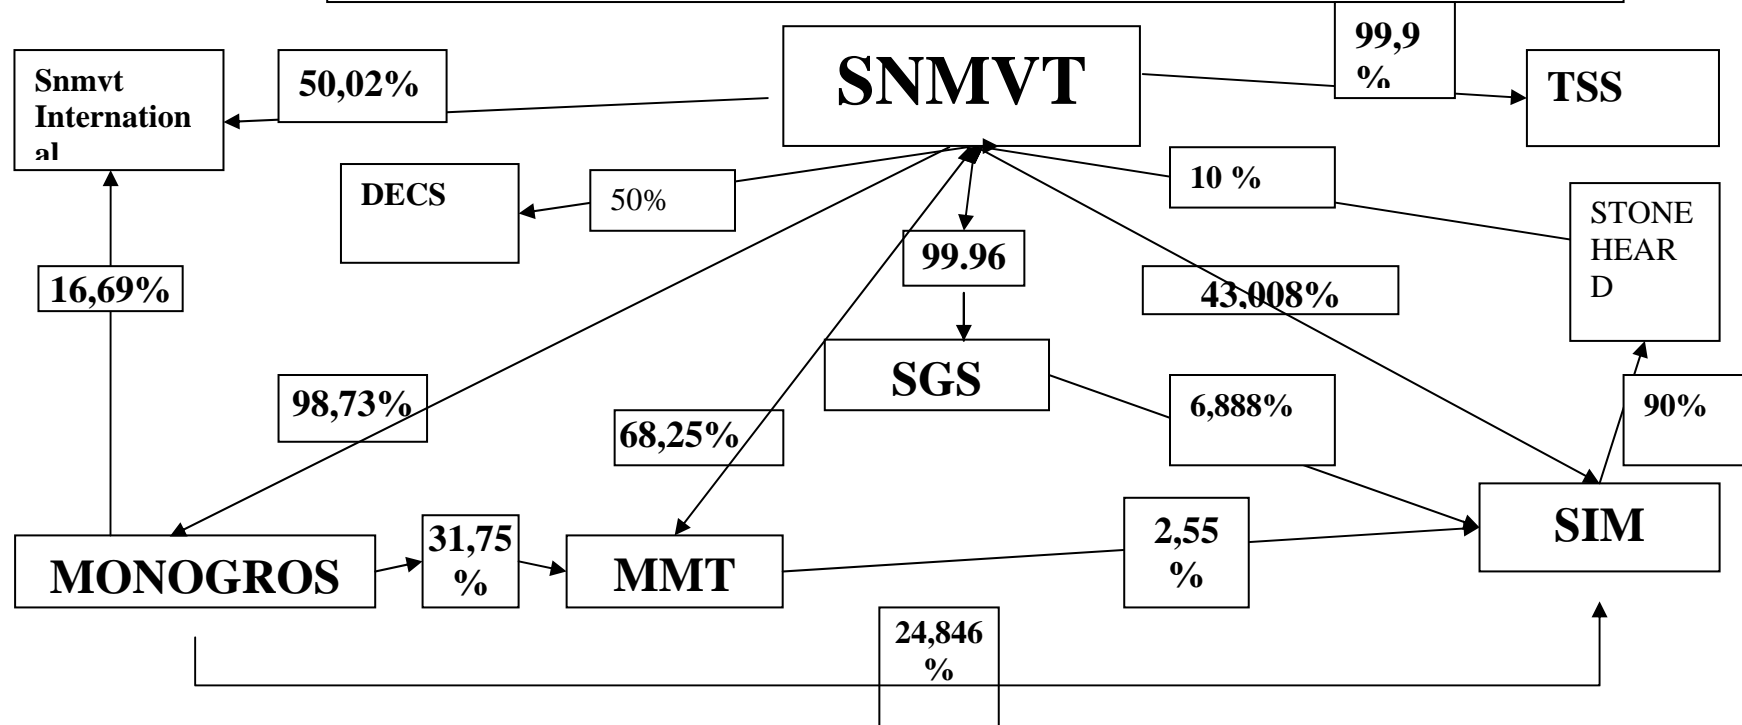 99,9
%
SNMVT
Snmvt
Internation
al
50,02%
TSS
10 %
DECS
50%
STONE
HEAR
D
99.96
43,008%
16,69%
SGS
98,73%
68,25%
6,888%
90%
31,75
%
2,55
%
SIM
MONOGROS
MMT
24,846
%